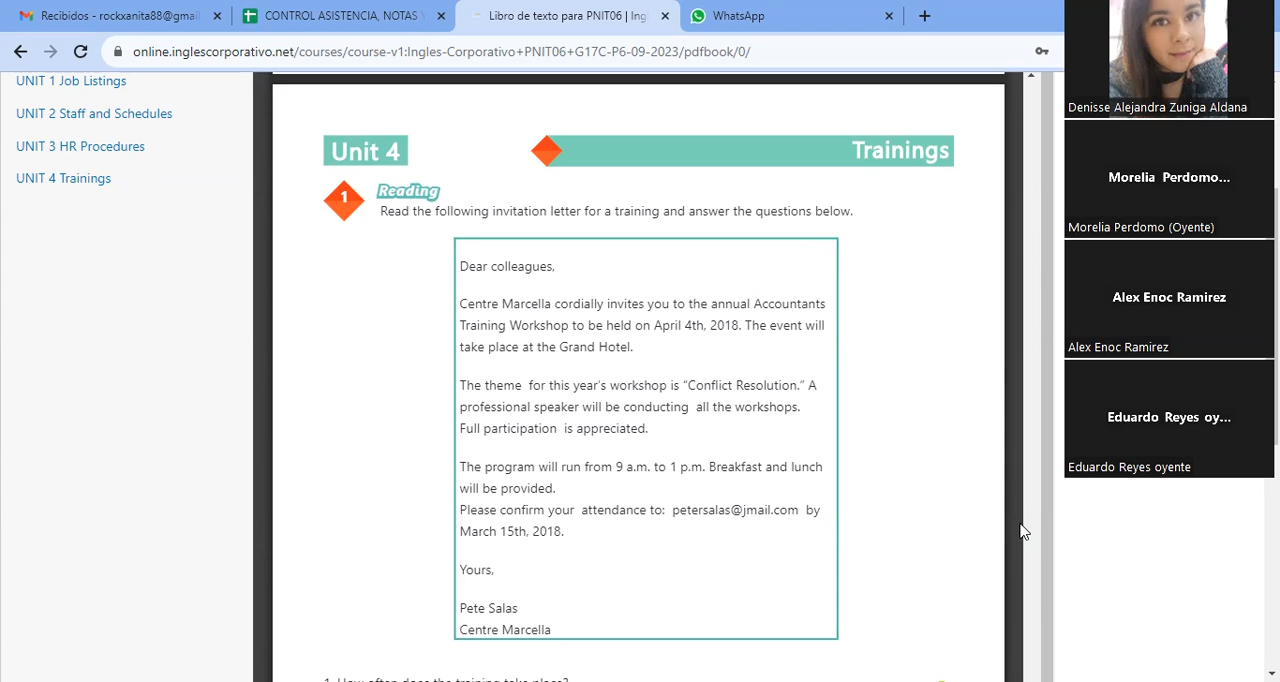 Recibidos - rockxanita88@gmail
CONTROL ASISTENCIA, NOTAS Y
Libro de texto para PNIT06 | Ing
WhatsApp
online.inglescorporativo.net/courses/course-v1:Ingles-Corporativo+PNIT06+G17C-P6-09-2023/pdfbook/0/
UNIT 1 Job Listings
UNIT 2 Staff and Schedules
UNIT 3 HR Procedures
UNIT 4 Trainings
Unit 4
Trainings
1
Reading
Read the following invitation letter for a training and answer the questions below.
Dear colleagues,
Centre Marcella cordially invites you to the annual Accountants
Training Workshop to be held on April 4th, 2018. The event will
take place at the Grand Hotel.
The theme for this year's workshop is "Conflict Resolution." A
professional speaker will be conducting all the workshops.
Full participation is appreciated.
The program will run from 9 a.m. to 1 p.m. Breakfast and lunch
will be provided.
Please confirm your attendance to: petersalas@jmail.com by
March 15th, 2018.
Yours,
Pete Salas
Centre Marcella
1. How often does the training take place?
Denisse Alejandra Zuniga Aldana
Morelia Perdomo...
Morelia Perdomo (Oyente)
Alex Enoc Ramirez
Alex Enoc Ramirez
Eduardo Reyes oy...
Eduardo Reyes oyente